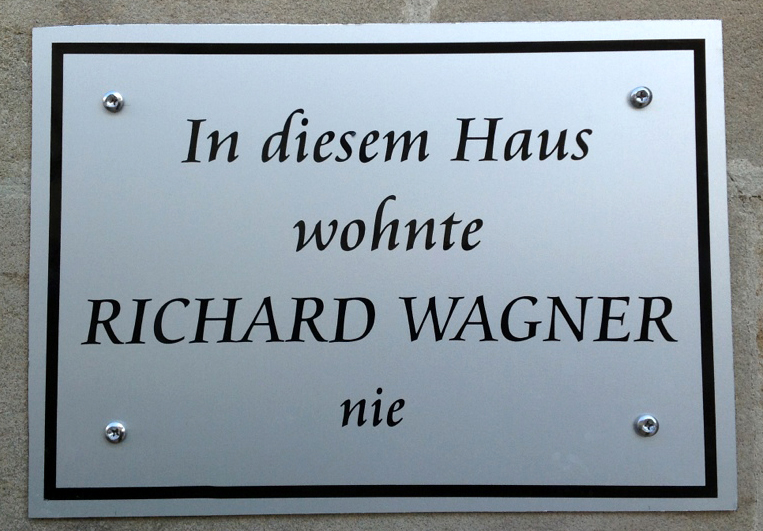 In diesem Haus
wohnte
RICHARD WAGNER
nie